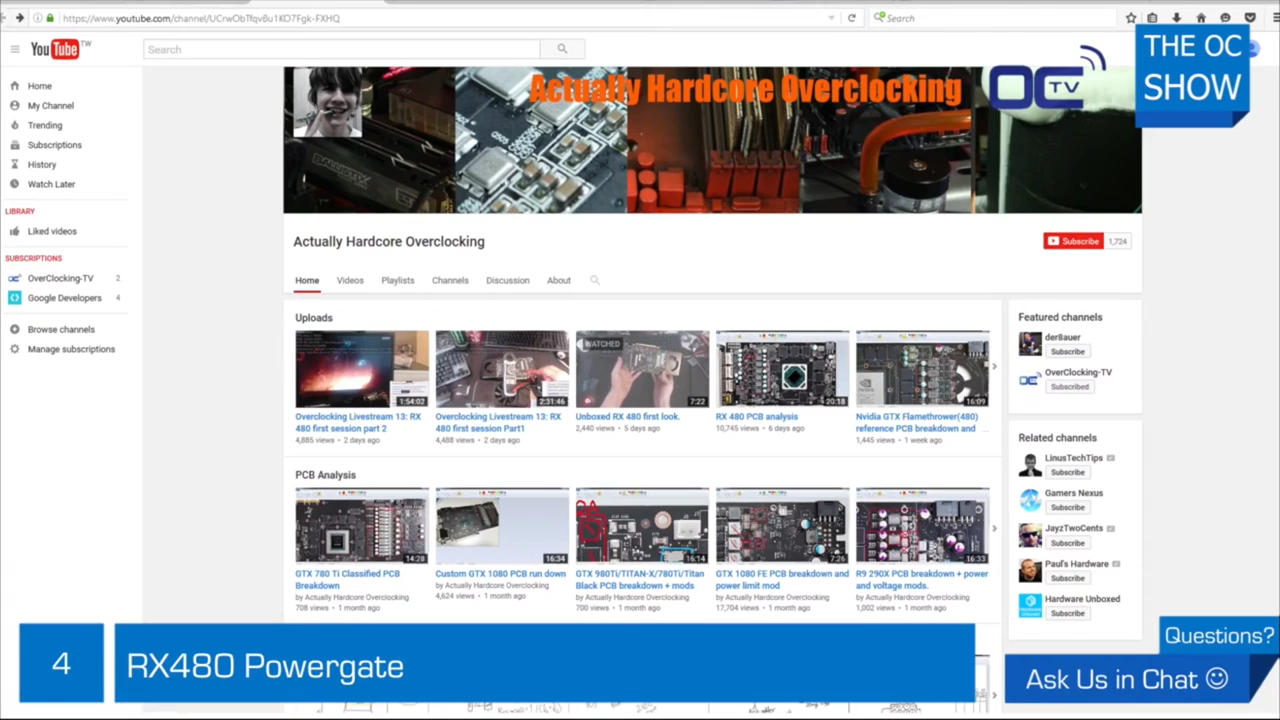 https://www.youtube.com/channel/UCrwObTfqv8u1KO7Fgk-FXHQ
Search
YouTube TW
Search
THE OC
SHOW
OC TV
Actually Hardcore Overclocking
BALLISTIX
Home
My Channel
Trending
Subscriptions
History
Watch Later
LIBRARY
Liked videos
SUBSCRIPTIONS
OverClocking-TV 2
Google Developers 4
Browse channels
Manage subscriptions
Actually Hardcore Overclocking
Subscribe 1,724
Home Videos Playlists Channels Discussion About
Uploads
1:54:02
Overclocking Livestream 13: RX
480 first session part 2
4,885 views • 2 days ago
2:31:46
Overclocking Livestream 13: RX
480 first session Part1
4,488 views • 2 days ago
WATCHED
7:22
Unboxed RX 480 first look.
2,440 views • 5 days ago
20:18
RX 480 PCB analysis
10,745 views • 6 days ago
16:09
Nvidia GTX Flamethrower(480)
reference PCB breakdown and ...
1,445 views • 1 week ago
PCB Analysis
14:28
GTX 780 Ti Classified PCB
Breakdown
by Actually Hardcore Overclocking
708 views • 1 month ago
16:34
Custom GTX 1080 PCB run down
by Actually Hardcore Overclocking
4,624 views • 1 month ago
16:14
GTX 980Ti/TITAN-X/780Ti/Titan
Black PCB breakdown + mods
by Actually Hardcore Overclocking
700 views • 1 month ago
7:26
GTX 1080 FE PCB breakdown and
power limit mod
by Actually Hardcore Overclocking
17,704 views • 1 month ago
16:33
R9 290X PCB breakdown + power
and voltage mods.
by Actually Hardcore Overclocking
1,002 views • 1 month ago
Featured channels
der8auer
Subscribe
OverClocking-TV
Subscribed
Related channels
LinusTechTips
Subscribe
Gamers Nexus
Subscribe
JayzTwoCents
Subscribe
Paul's Hardware
Subscribe
Hardware Unboxed
Subscribe
4
RX480 Powergate
Questions?
Ask Us in Chat ☺